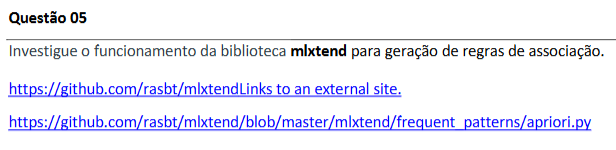 Questão 05
Investigue o funcionamento da biblioteca mlxtend para geração de regras de associação.
https://github.com/rasbt/mlxtendLinks to an external site.
https://github.com/rasbt/mlxtend/blob/master/mlxtend/frequent_patterns/apriori.py